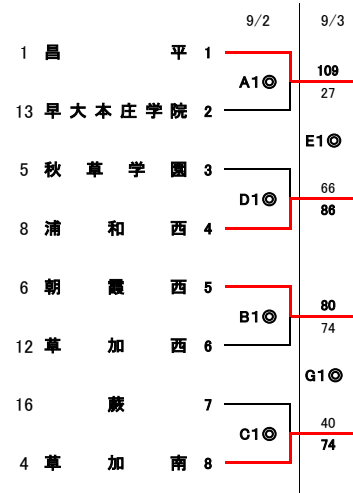 9/2 9/3
1 昌平 1
A1◎ 109
27
13 早大本庄学院 2
E1◎
5 秋草学園 3
D1◎ 66
86
8 浦和西 4
6 朝霞西 5
B1◎ 80
74
12 草加西 6
G1◎
16 蕨 7
C1◎ 40
74
4 草加南 8